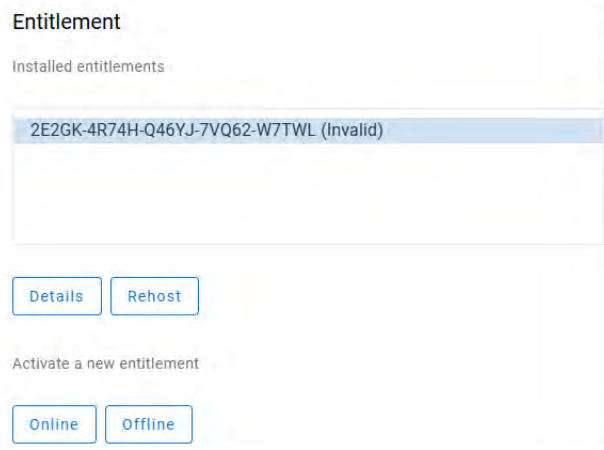 Entitlement
Installed entitlements
2E2GK-4R74H-Q46YJ-7VQ62-W7TWL (Invalid)
Details Rehost
Activate a new entitlement
Online Offline